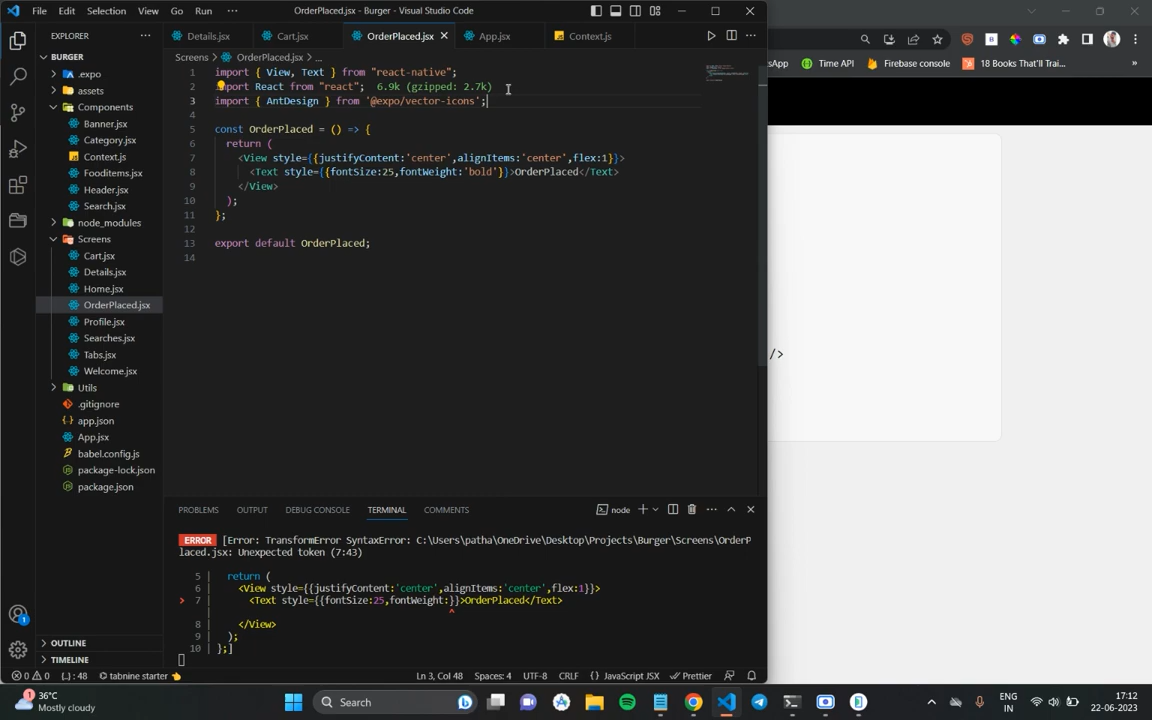 File Edit Selection View Go Run ··· OrderPlaced.jsx - Burger - Visual Studio Code
EXPLORER ···
Details.jsx Cart.jsx OrderPlaced.jsx App.jsx Context.js
BURGER
Screens > OrderPlaced.jsx > ...
.expo
assets
Components
Banner.jsx
Category.jsx
Context.js
Fooditems.jsx
Header.jsx
Search.jsx
node_modules
Screens
Cart.jsx
Details.jsx
Home.jsx
OrderPlaced.jsx
Profile.jsx
Searches.jsx
Tabs.jsx
Welcome.jsx
Utils
.gitignore
app.json
App.jsx
babel.config.js
package-lock.json
package.json
OUTLINE
TIMELINE
1 import { View, Text } from "react-native";
2 import React from "react"; 6.9k (gzipped: 2.7k)
3 import { AntDesign } from '@expo/vector-icons';
4
5 const OrderPlaced = () => {
6 return (
7 <View style={{justifyContent:'center',alignItems:'center',flex:1}}>
8 <Text style={{fontSize:25,fontWeight:'bold'}}>OrderPlaced</Text>
9 </View>
10 );
11 };
12
13 export default OrderPlaced;
14
PROBLEMS OUTPUT DEBUG CONSOLE TERMINAL COMMENTS node
ERROR [Error: TransformError SyntaxError: C:\Users\patha\OneDrive\Desktop\Projects\Burger\Screens\OrderP
laced.jsx: Unexpected token (7:43)
5 | return (
6 | <View style={{justifyContent:'center',alignItems:'center',flex:1}}>
> 7 | <Text style={{fontSize:25,fontWeight:}}>OrderPlaced</Text>
| ^
8 | </View>
9 | );
10 | };]
0 0 {..}: 48 tabnine starter Ln 3, Col 48 Spaces: 4 UTF-8 CRLF {} JavaScript JSX Prettier
sApp Time API Firebase console 18 Books That'll Trai... »
/>
36°C
Mostly cloudy
Search
ENG
IN
17:12
22-06-2023